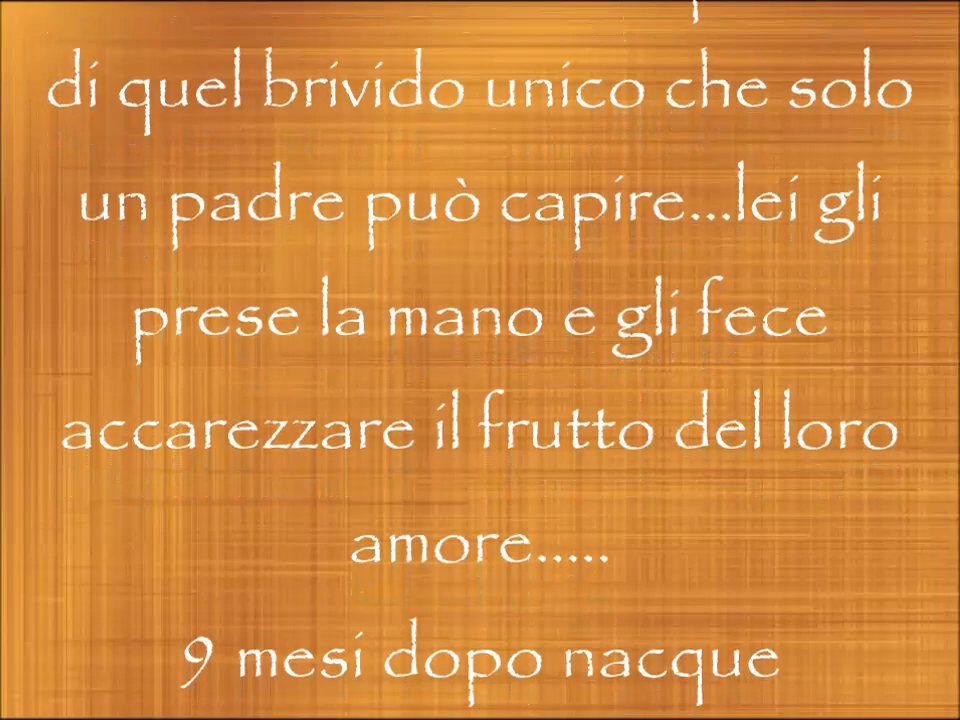 di quel brivido unico che solo
un padre può capire...lei gli
prese la mano e gli fece
accarezzare il frutto del loro
amore.....
9 mesi dopo nacque